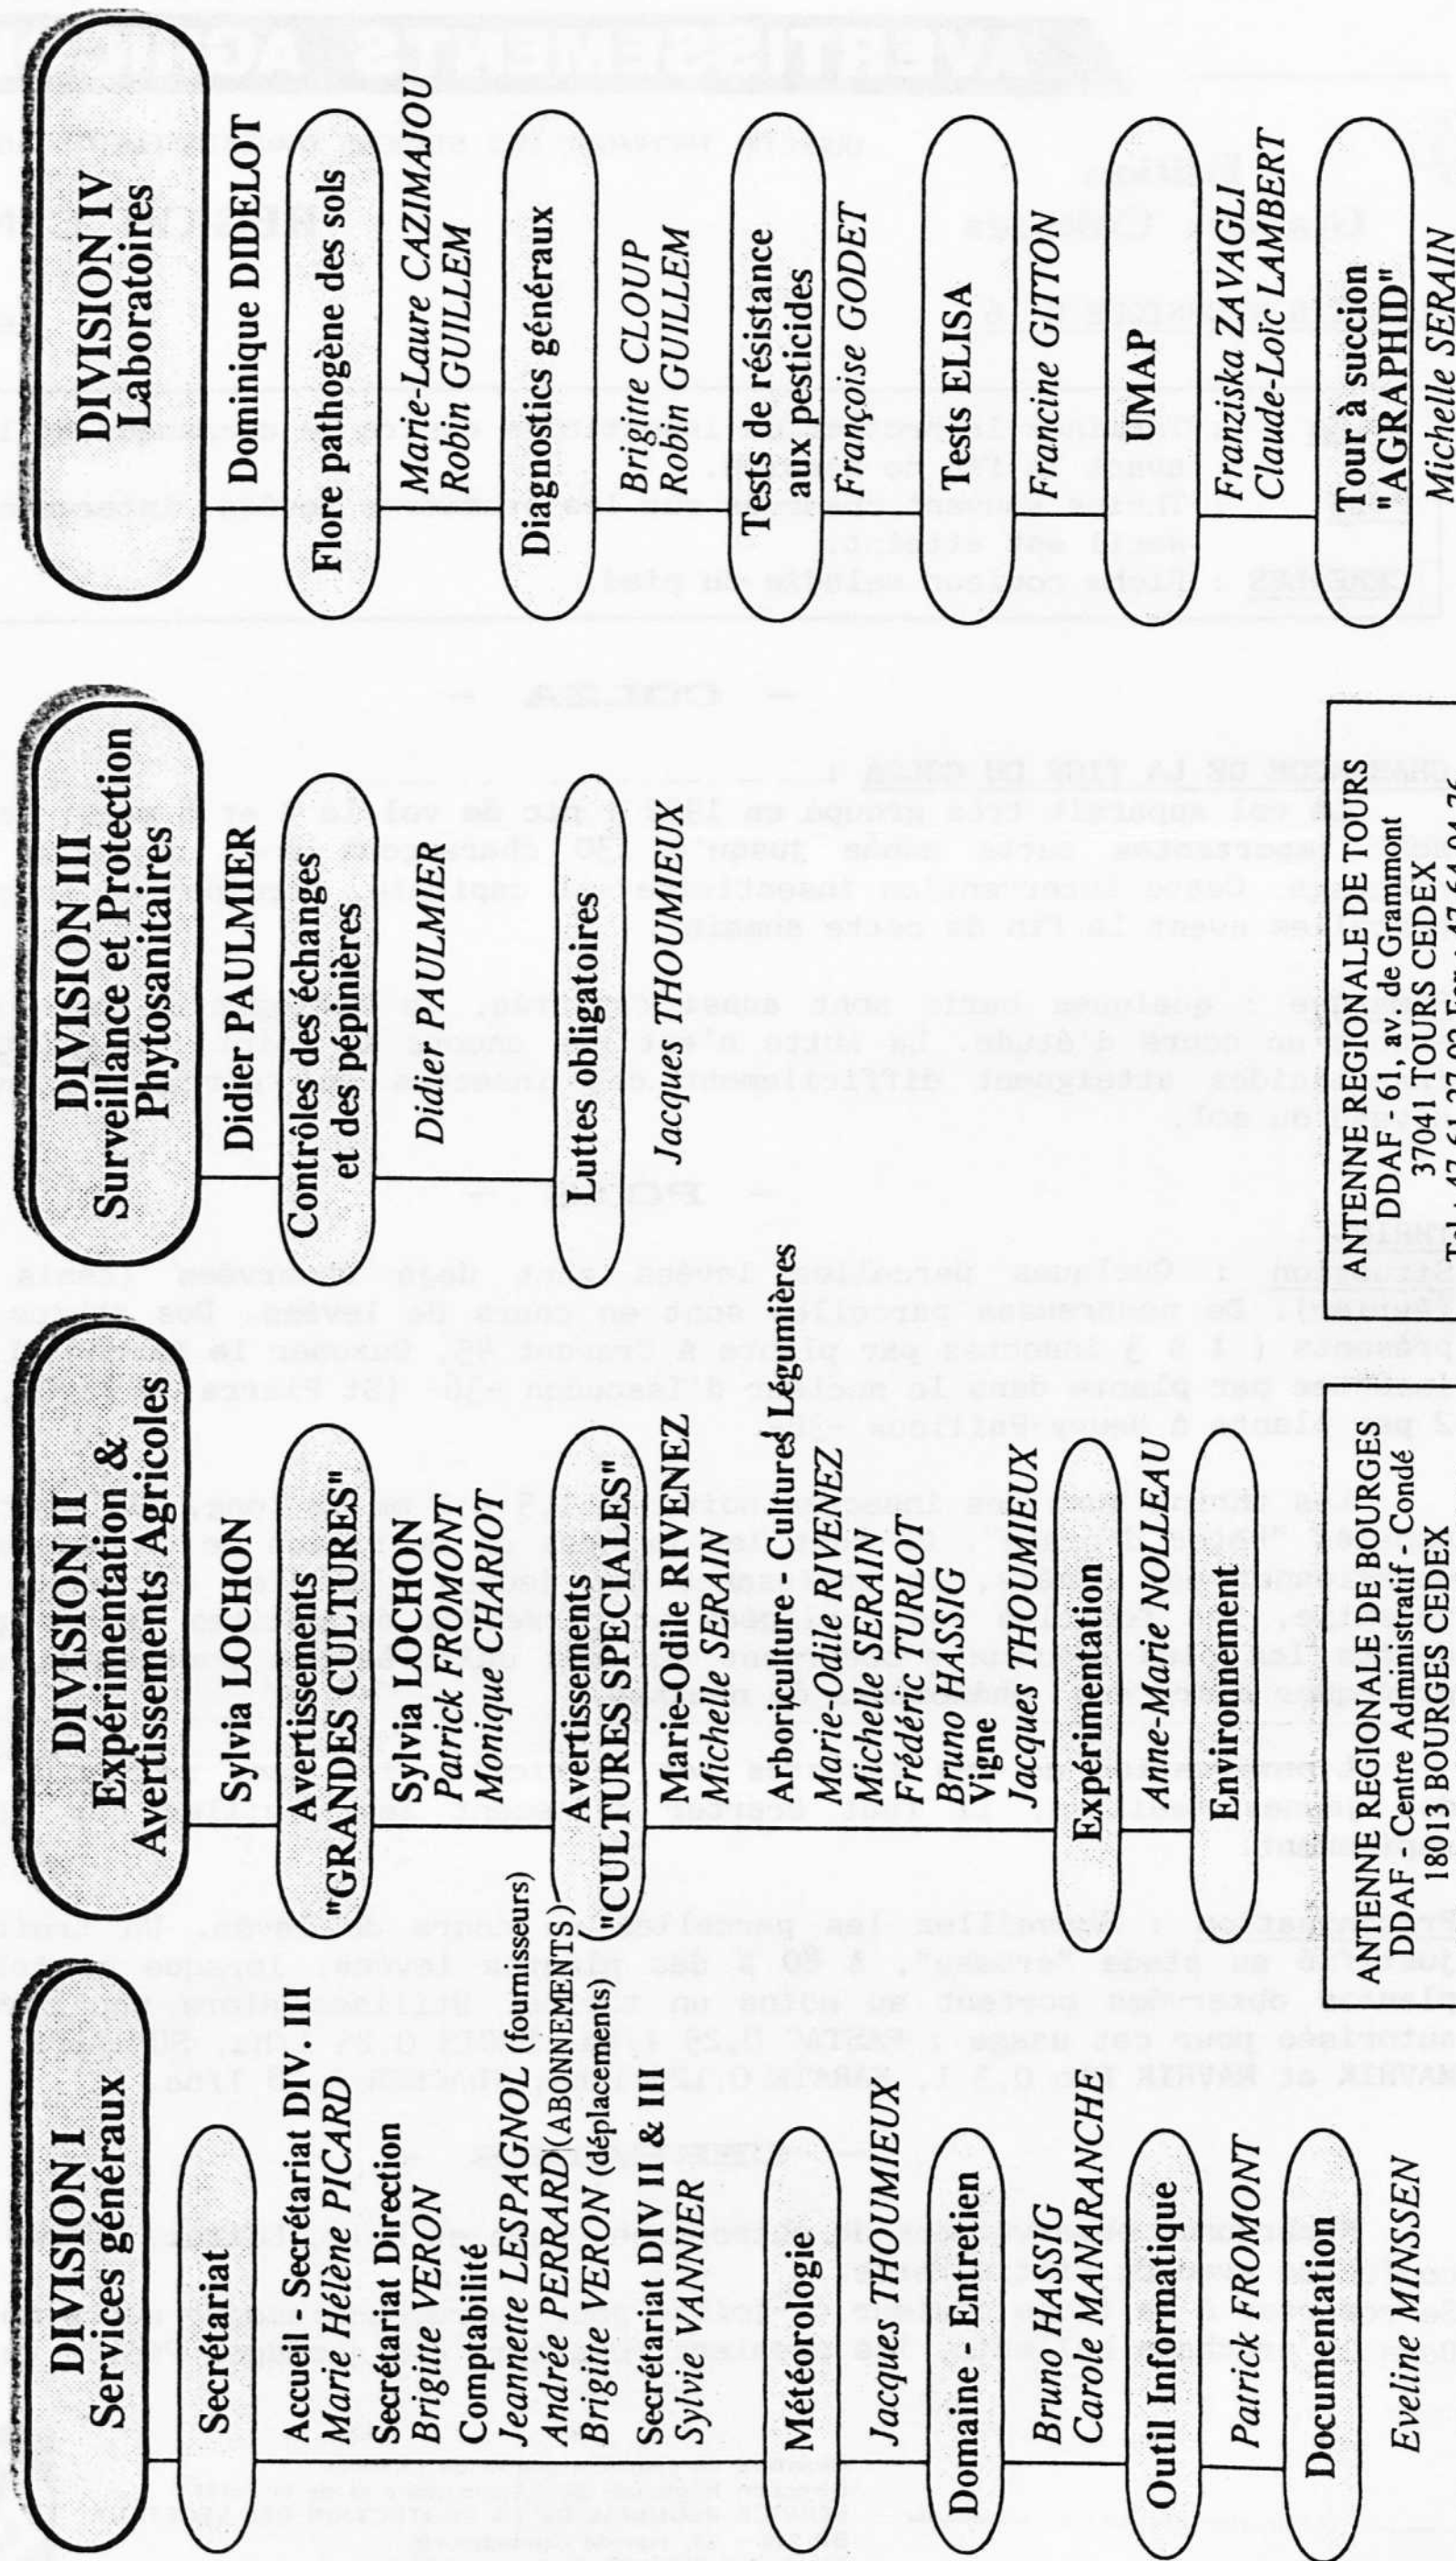 DIVISION I
Services généraux
Secrétariat
Accueil - Secrétariat DIV III
Marie Hélène PICARD
Secrétariat Direction
Brigitte VERON
Comptabilité
Jeannette LESPAGNOL (fournisseurs)
Andrée PERRARD (ABONNEMENTS)
Brigitte VERON (déplacements)
Secrétariat DIV II & III
Sylvie VANNIER
Météorologie
Jacques THOUMIEUX
Domaine - Entretien
Bruno HASSIG
Carole MANARANCHE
Outil Informatique
Patrik FROMONT
Documentation
Eveline MINSSEN
DIVISION II
Expérimentation &
Avertissements Agricoles
Sylvia LOCHON
Avertissements
"GRANDES CULTURES"
Sylvia LOCHON
Patrick FROMONT
Monique CHARIOT
Avertissements
"CULTURES SPECIALES"
Marie-Odile RIVENEZ
Michelle SERIN
Aboriculture - Cultures Légumières
Marie-Odile RIVENEZ
Michelle SERAIN
Frédéric TURLOT
Bruno HASSIG
Vigne
Jacques THOUMIEUX
Expérimentation
Anne-Marie NOLLEAU
Environement
DIVISION III
Surveillance et Protection
Phytosanitaires
Didier PAULMIER
Contrôles des échanges
et des pépinières
Didier PAULMIER
Luttes obligatoires
Jacques THOUMIEUX
DIVISION IV
Laboratoires
Dominique DIDELOT
Flore pathogène des sols
Marie-Laure CAZIMAJOU
Robin GUILLEM
Diagnostics généraux
Brigitte CLOUP
Robin GUILLEM
Tests de résistance
aux pesticides
Françoise GODET
Tests ELISA
Francine GITTON
UMAP
Franziska ZAVAGLI
Claude-Loïc LAMBERT
Tour à succion
AGRAPHID"
Michelle SERAIN
ANTENNE REGIONALE DE BOURGES
DDAF - Centre Administratif - Condé
18013 BOURGES CEDEX
ANTENNE REGIONALE DE TOURS
DDAF - 61, av. de Grammont
37041 TOURS CEDEX